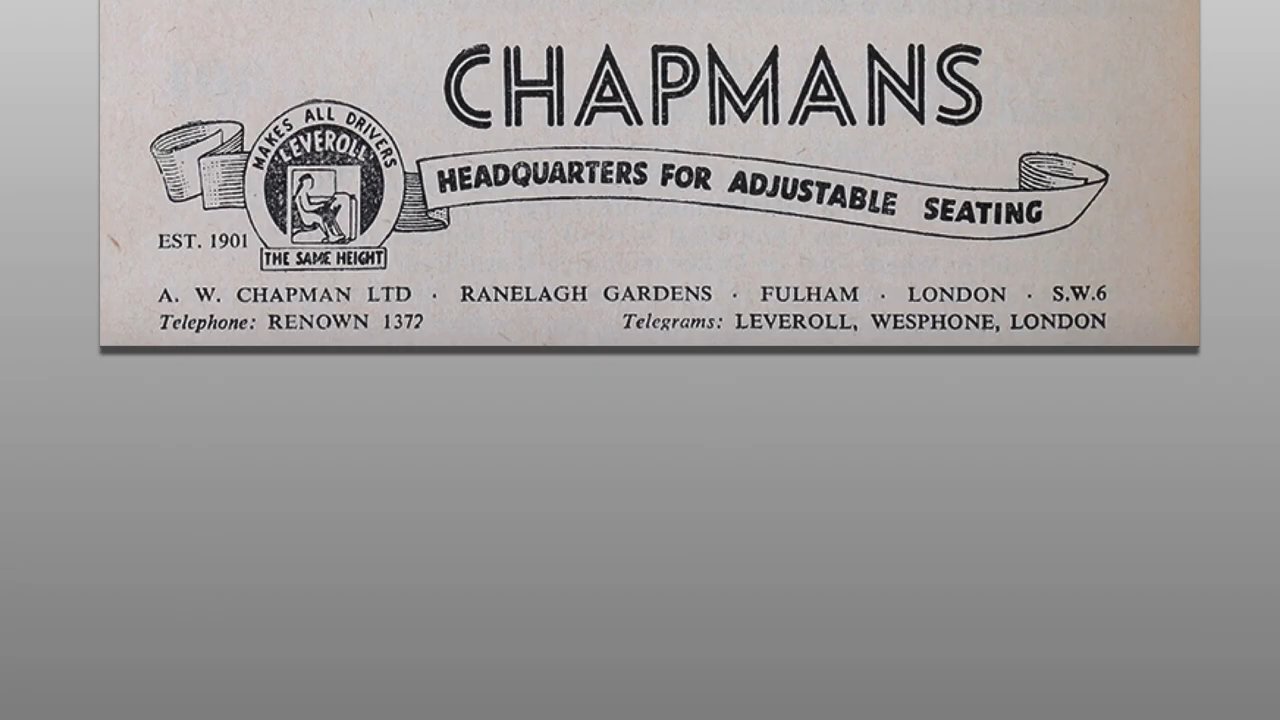 CHAPMANS
MAKES ALL DRIVERS
LEVEROLL
THE SAME HEIGHT
HEADQUARTERS FOR ADJUSTABLE SEATING
EST. 1901
A. W. CHAPMAN LTD · RANELAGH GARDENS · FULHAM · LONDON · S.W.6
Telephone: RENOWN 1372 Telegrams: LEVEROLL, WESPHONE, LONDON